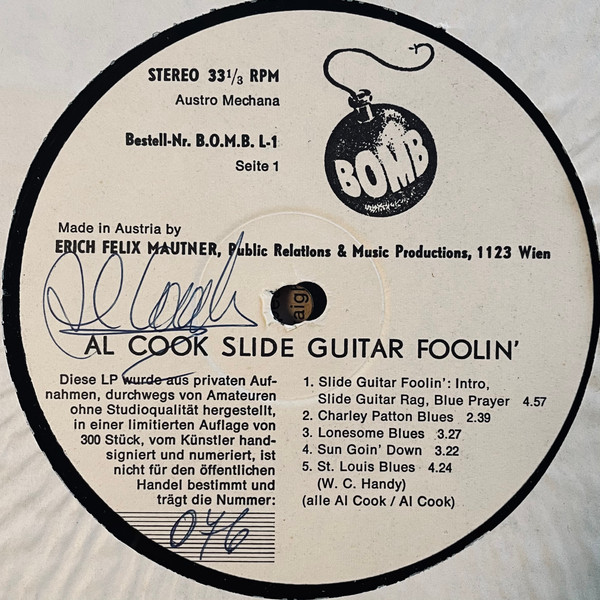 STEREO 33⅓ RPM
Austro Mechana
Bestell-Nr. B.O.M.B. L-1
Seite 1
BOMB
Made in Austria by
ERICH FELIX MAUTNER, Public Relations & Music Productions, 1123 Wien
Al Cook
AL COOK SLIDE GUITAR FOOLIN'
Diese LP wurde aus privaten Auf-
nahmen, durchwegs von Amateuren
ohne Studioqualität hergestellt,
in einer limitierten Auflage von
300 Stück, vom Künstler hand-
signiert und numeriert, ist
nicht für den öffentlichen
Handel bestimmt und
trägt die Nummer:
076
1. Slide Guitar Foolin': Intro,
Slide Guitar Rag, Blue Prayer 4.57
2. Charley Patton Blues 2.39
3. Lonesome Blues 3.27
4. Sun Goin' Down 3.22
5. St. Louis Blues 4.24
(W. C. Handy)
(alle Al Cook / Al Cook)